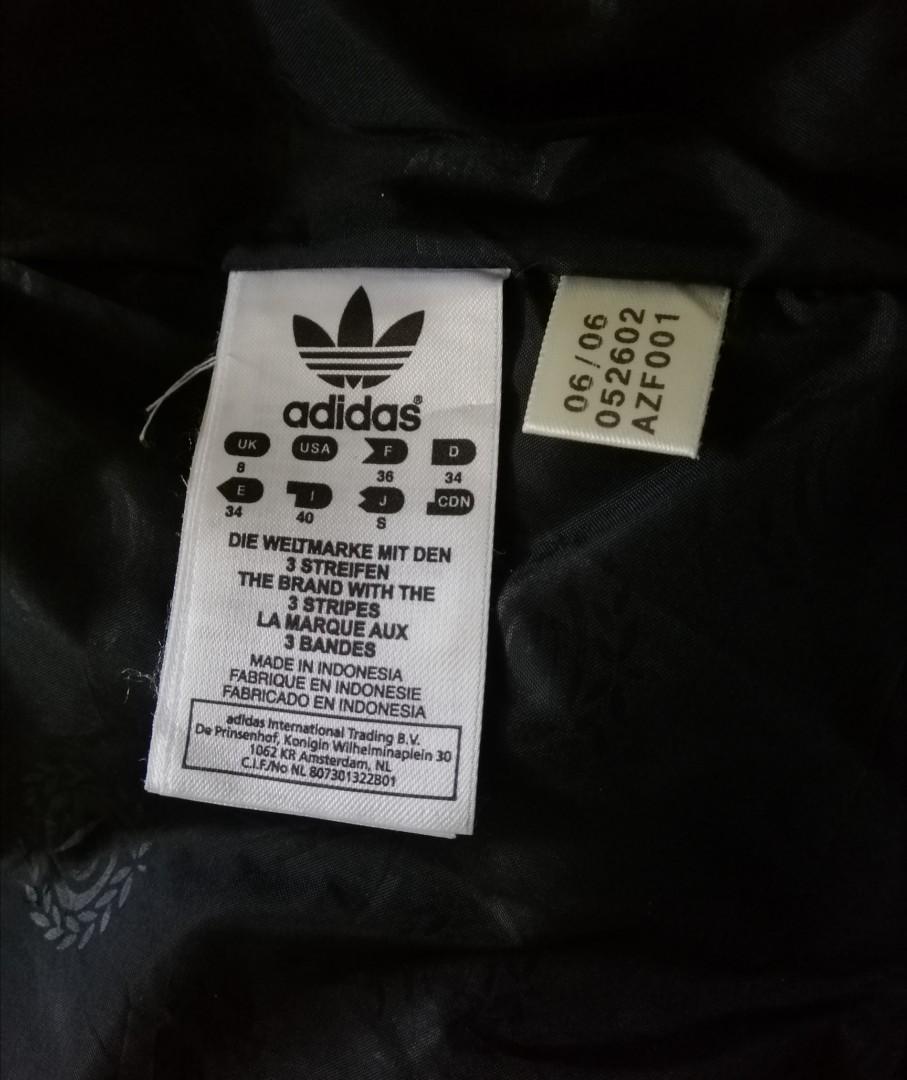 adidas®
UK USA F D
8 36 34
E I J CDN
34 40 S
DIE WELTMARKE MIT DEN
3 STREIFEN
THE BRAND WITH THE
3 STRIPES
LA MARQUE AUX
3 BANDES
MADE IN INDONESIA
FABRIQUE EN INDONESIE
FABRICADO EN INDONESIA
adidas International Trading B.V.
De Prinsenhof, Konigin Wilhelminaplein 30
1062 KR Amsterdam, NL
C.I.F./No NL 807301322B01
06/06
052602
AZF001